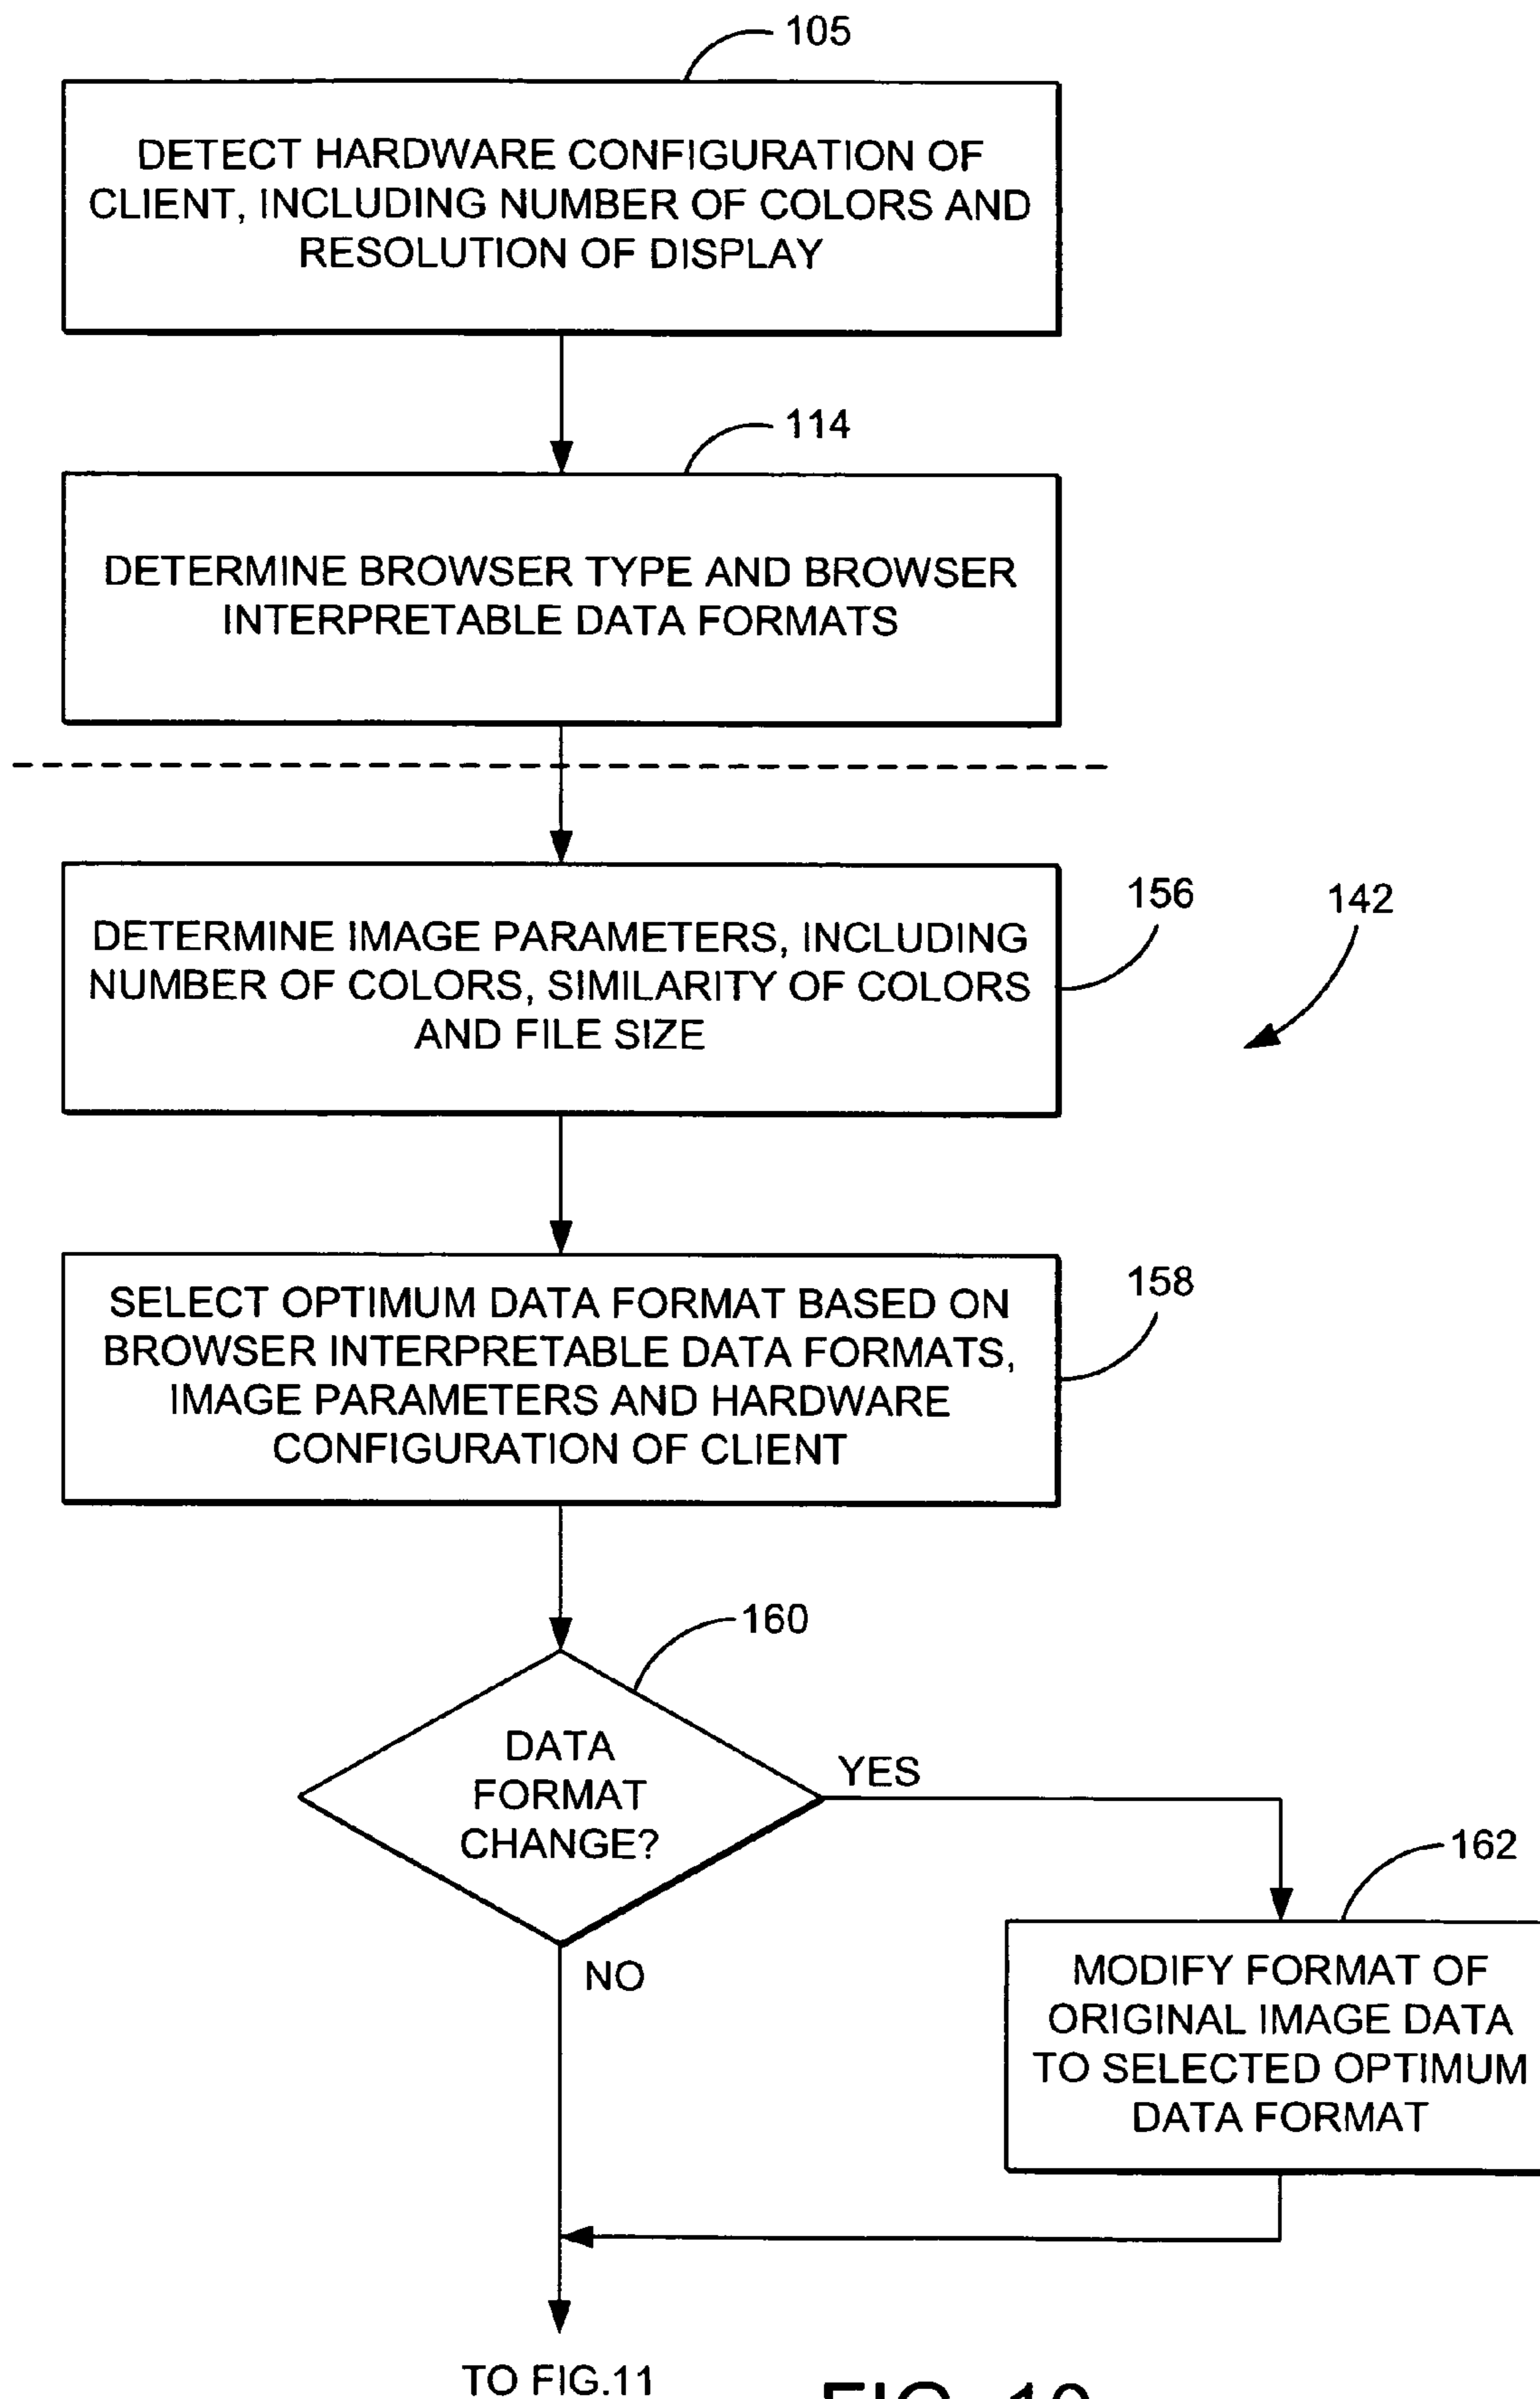 105
DETECT HARDWARE CONFIGURATION OF
CLIENT, INCLUDING NUMBER OF COLORS AND
RESOLUTION OF DISPLAY
114
DETERMINE BROWSER TYPE AND BROWSER
INTERPRETABLE DATA FORMATS
156
142
DETERMINE IMAGE PARAMETERS, INCLUDING
NUMBER OF COLORS, SIMILARITY OF COLORS
AND FILE SIZE
158
SELECT OPTIMUM DATA FORMAT BASED ON
BROWSER INTERPRETABLE DATA FORMATS,
IMAGE PARAMETERS AND HARDWARE
CONFIGURATION OF CLIENT
160
DATA
FORMAT
CHANGE?
YES
162
NO
MODIFY FORMAT OF
ORIGINAL IMAGE DATA
TO SELECTED OPTIMUM
DATA FORMAT
TO FIG.11
FIG. 10